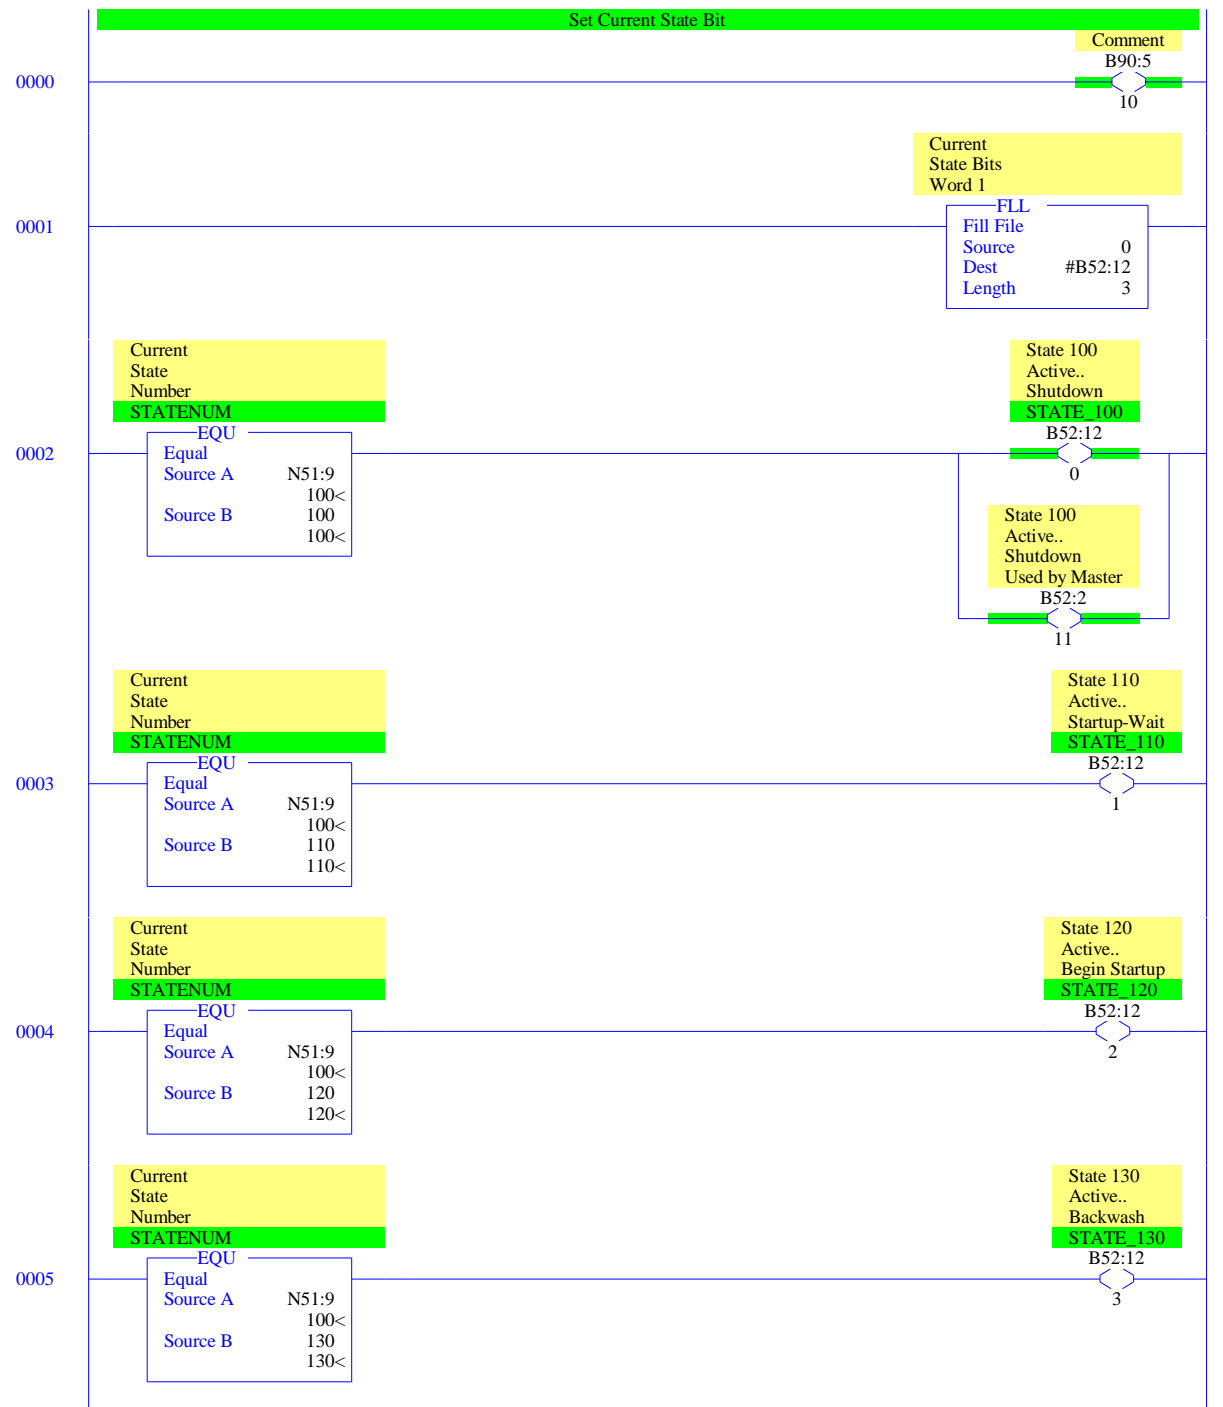 Set Current State Bit
Comment
B90:5
0000
10
Current
State Bits
Word 1
FLL
0001
Fill File
Source 0
Dest #B52:12
Length 3
Current
State
Number
STATENUM
EQU
0002
Equal
Source A N51:9
100<
Source B 100
100<
State 100
Active..
Shutdown
STATE_100
B52:12
0
State 100
Active..
Shutdown
Used by Master
B52:2
11
Current
State
Number
STATENUM
EQU
0003
Equal
Source A N51:9
100<
Source B 110
110<
State 110
Active..
Startup-Wait
STATE_110
B52:12
1
Current
State
Number
STATENUM
EQU
0004
Equal
Source A N51:9
100<
Source B 120
120<
State 120
Active..
Begin Startup
STATE_120
B52:12
2
Current
State
Number
STATENUM
EQU
0005
Equal
Source A N51:9
100<
Source B 130
130<
State 130
Active..
Backwash
STATE_130
B52:12
3